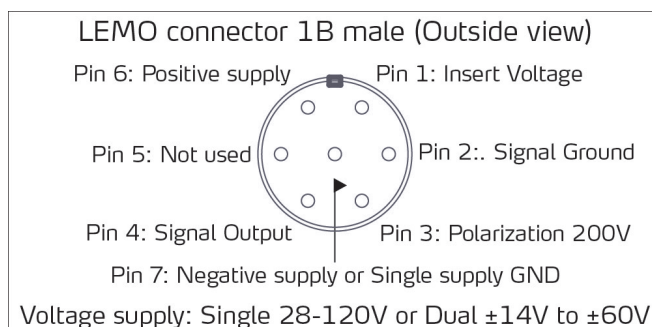 LEMO connector 1B male (Outside view)
Pin 6: Positive supply
Pin 1: Insert Voltage
Pin 5: Not used
Pin 2:. Signal Ground
Pin 4: Signal Output
Pin 3: Polarization 200V
Pin 7: Negative supply or Single supply GND
Voltage supply: Single 28-120V or Dual ±14V to ±60V